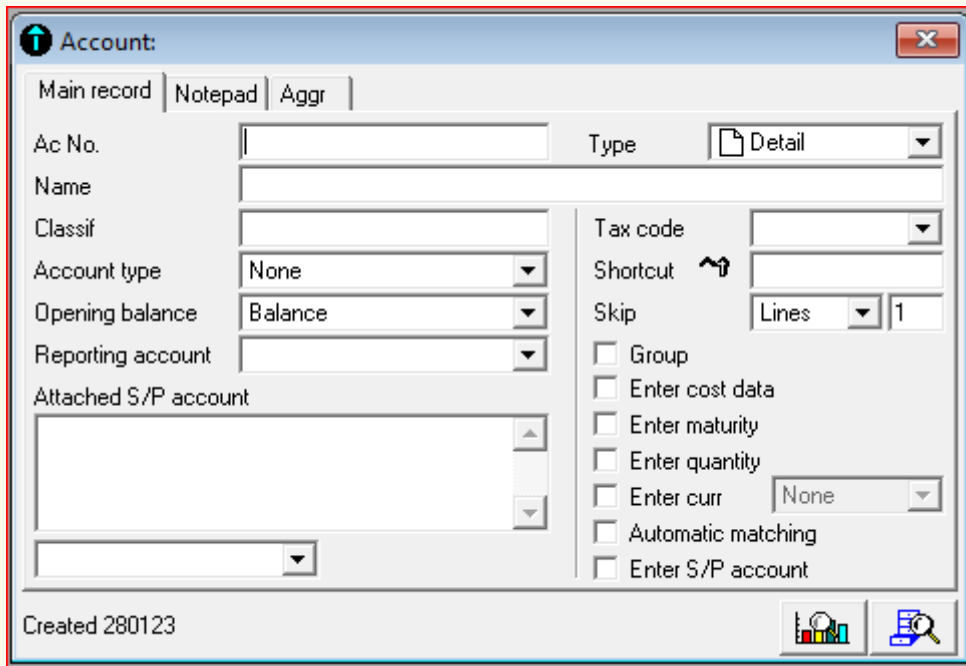 Account:
Main record Notepad Aggr
Ac No. Type Detail
Name
Classif Tax code
Account type None Shortcut
Opening balance Balance Skip Lines 1
Reporting account Group
Attached S/P account Enter cost data
Enter maturity
Enter quantity
Enter curr None
Automatic matching
Enter S/P account
Created 280123